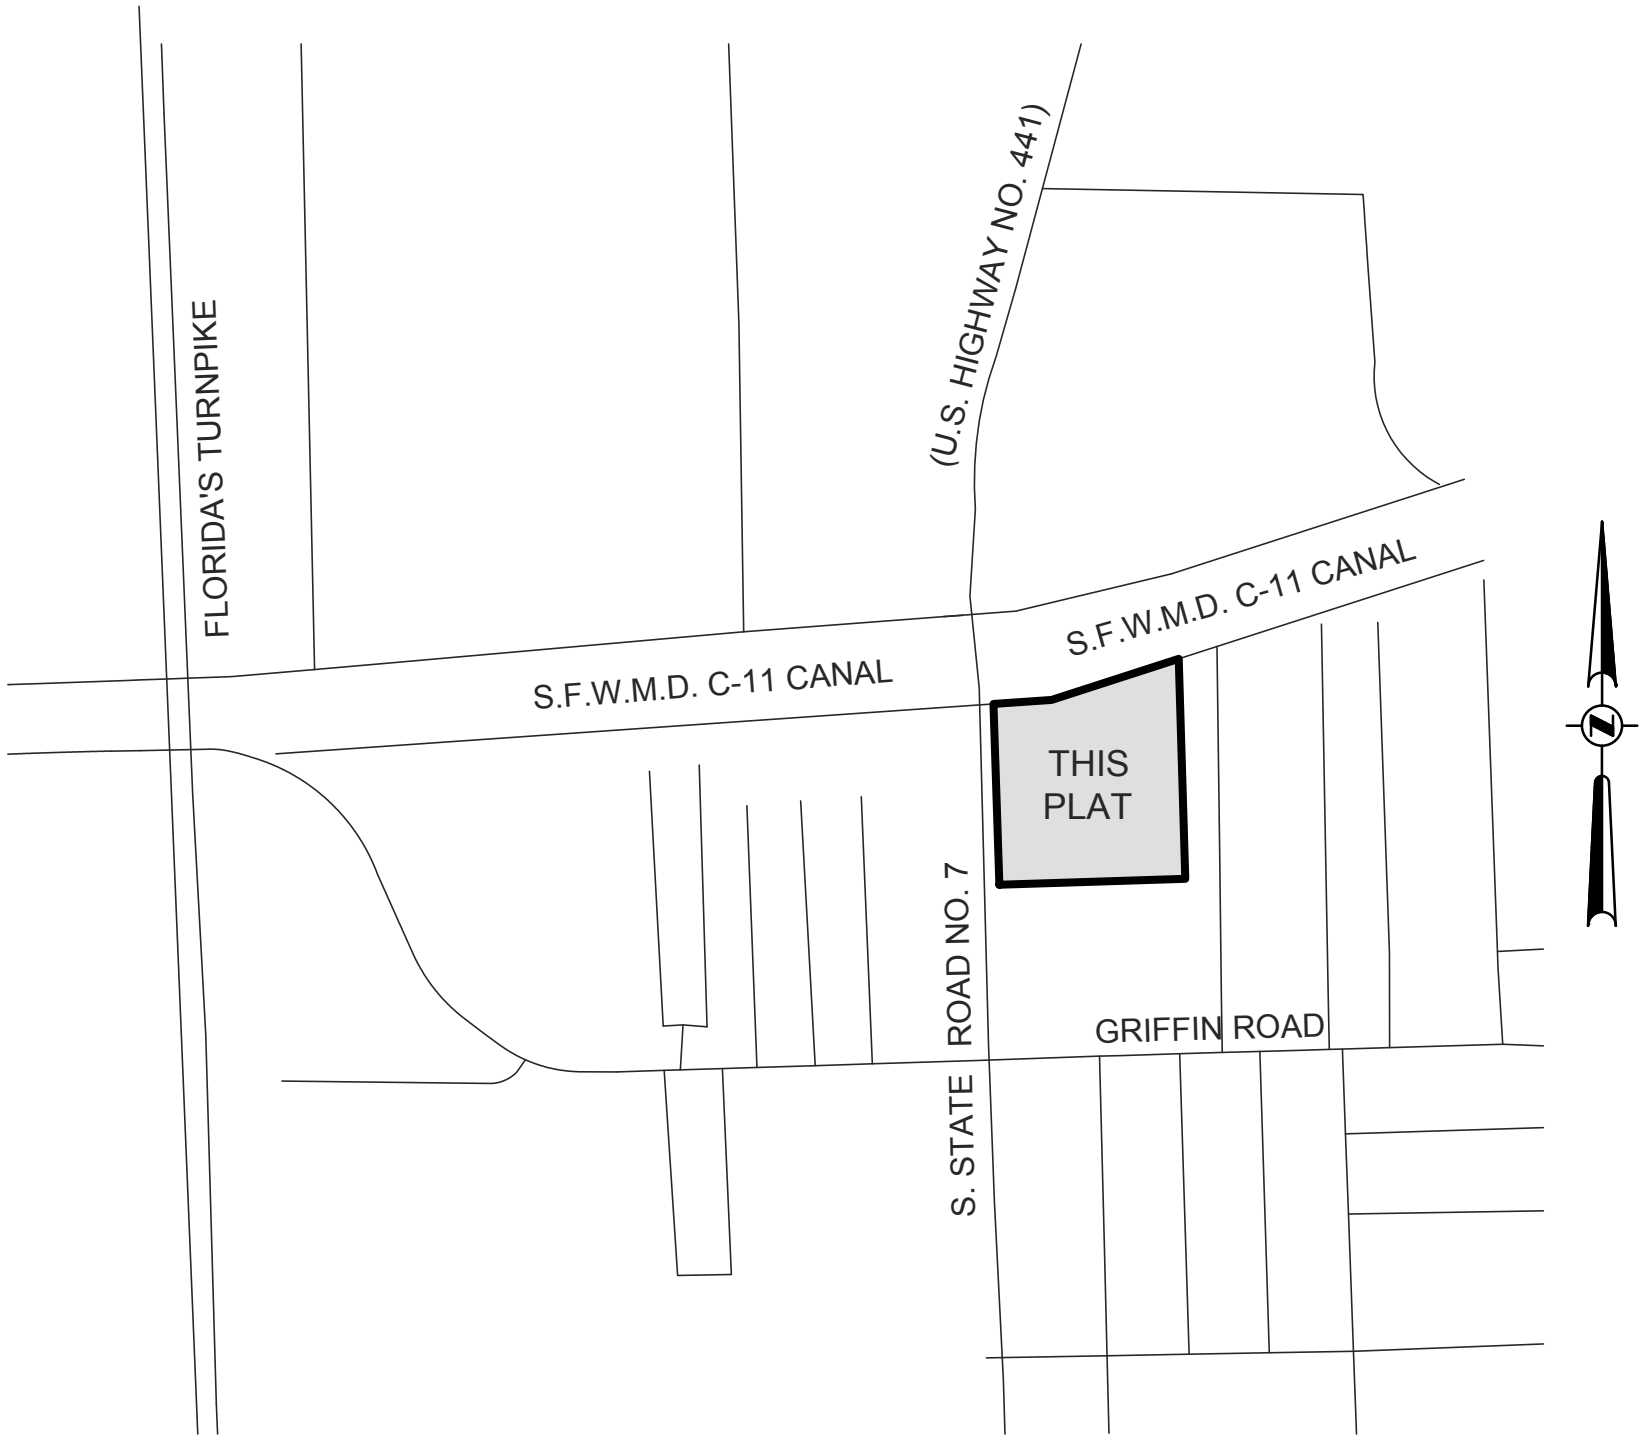 (U.S. HIGHWAY NO. 441)
FLORIDA'S TURNPIKE
S.F.W.M.D. C-11 CANAL
S.F.W.M.D. C-11 CANAL
THIS
PLAT
S. STATE ROAD NO. 7
GRIFFIN ROAD
N